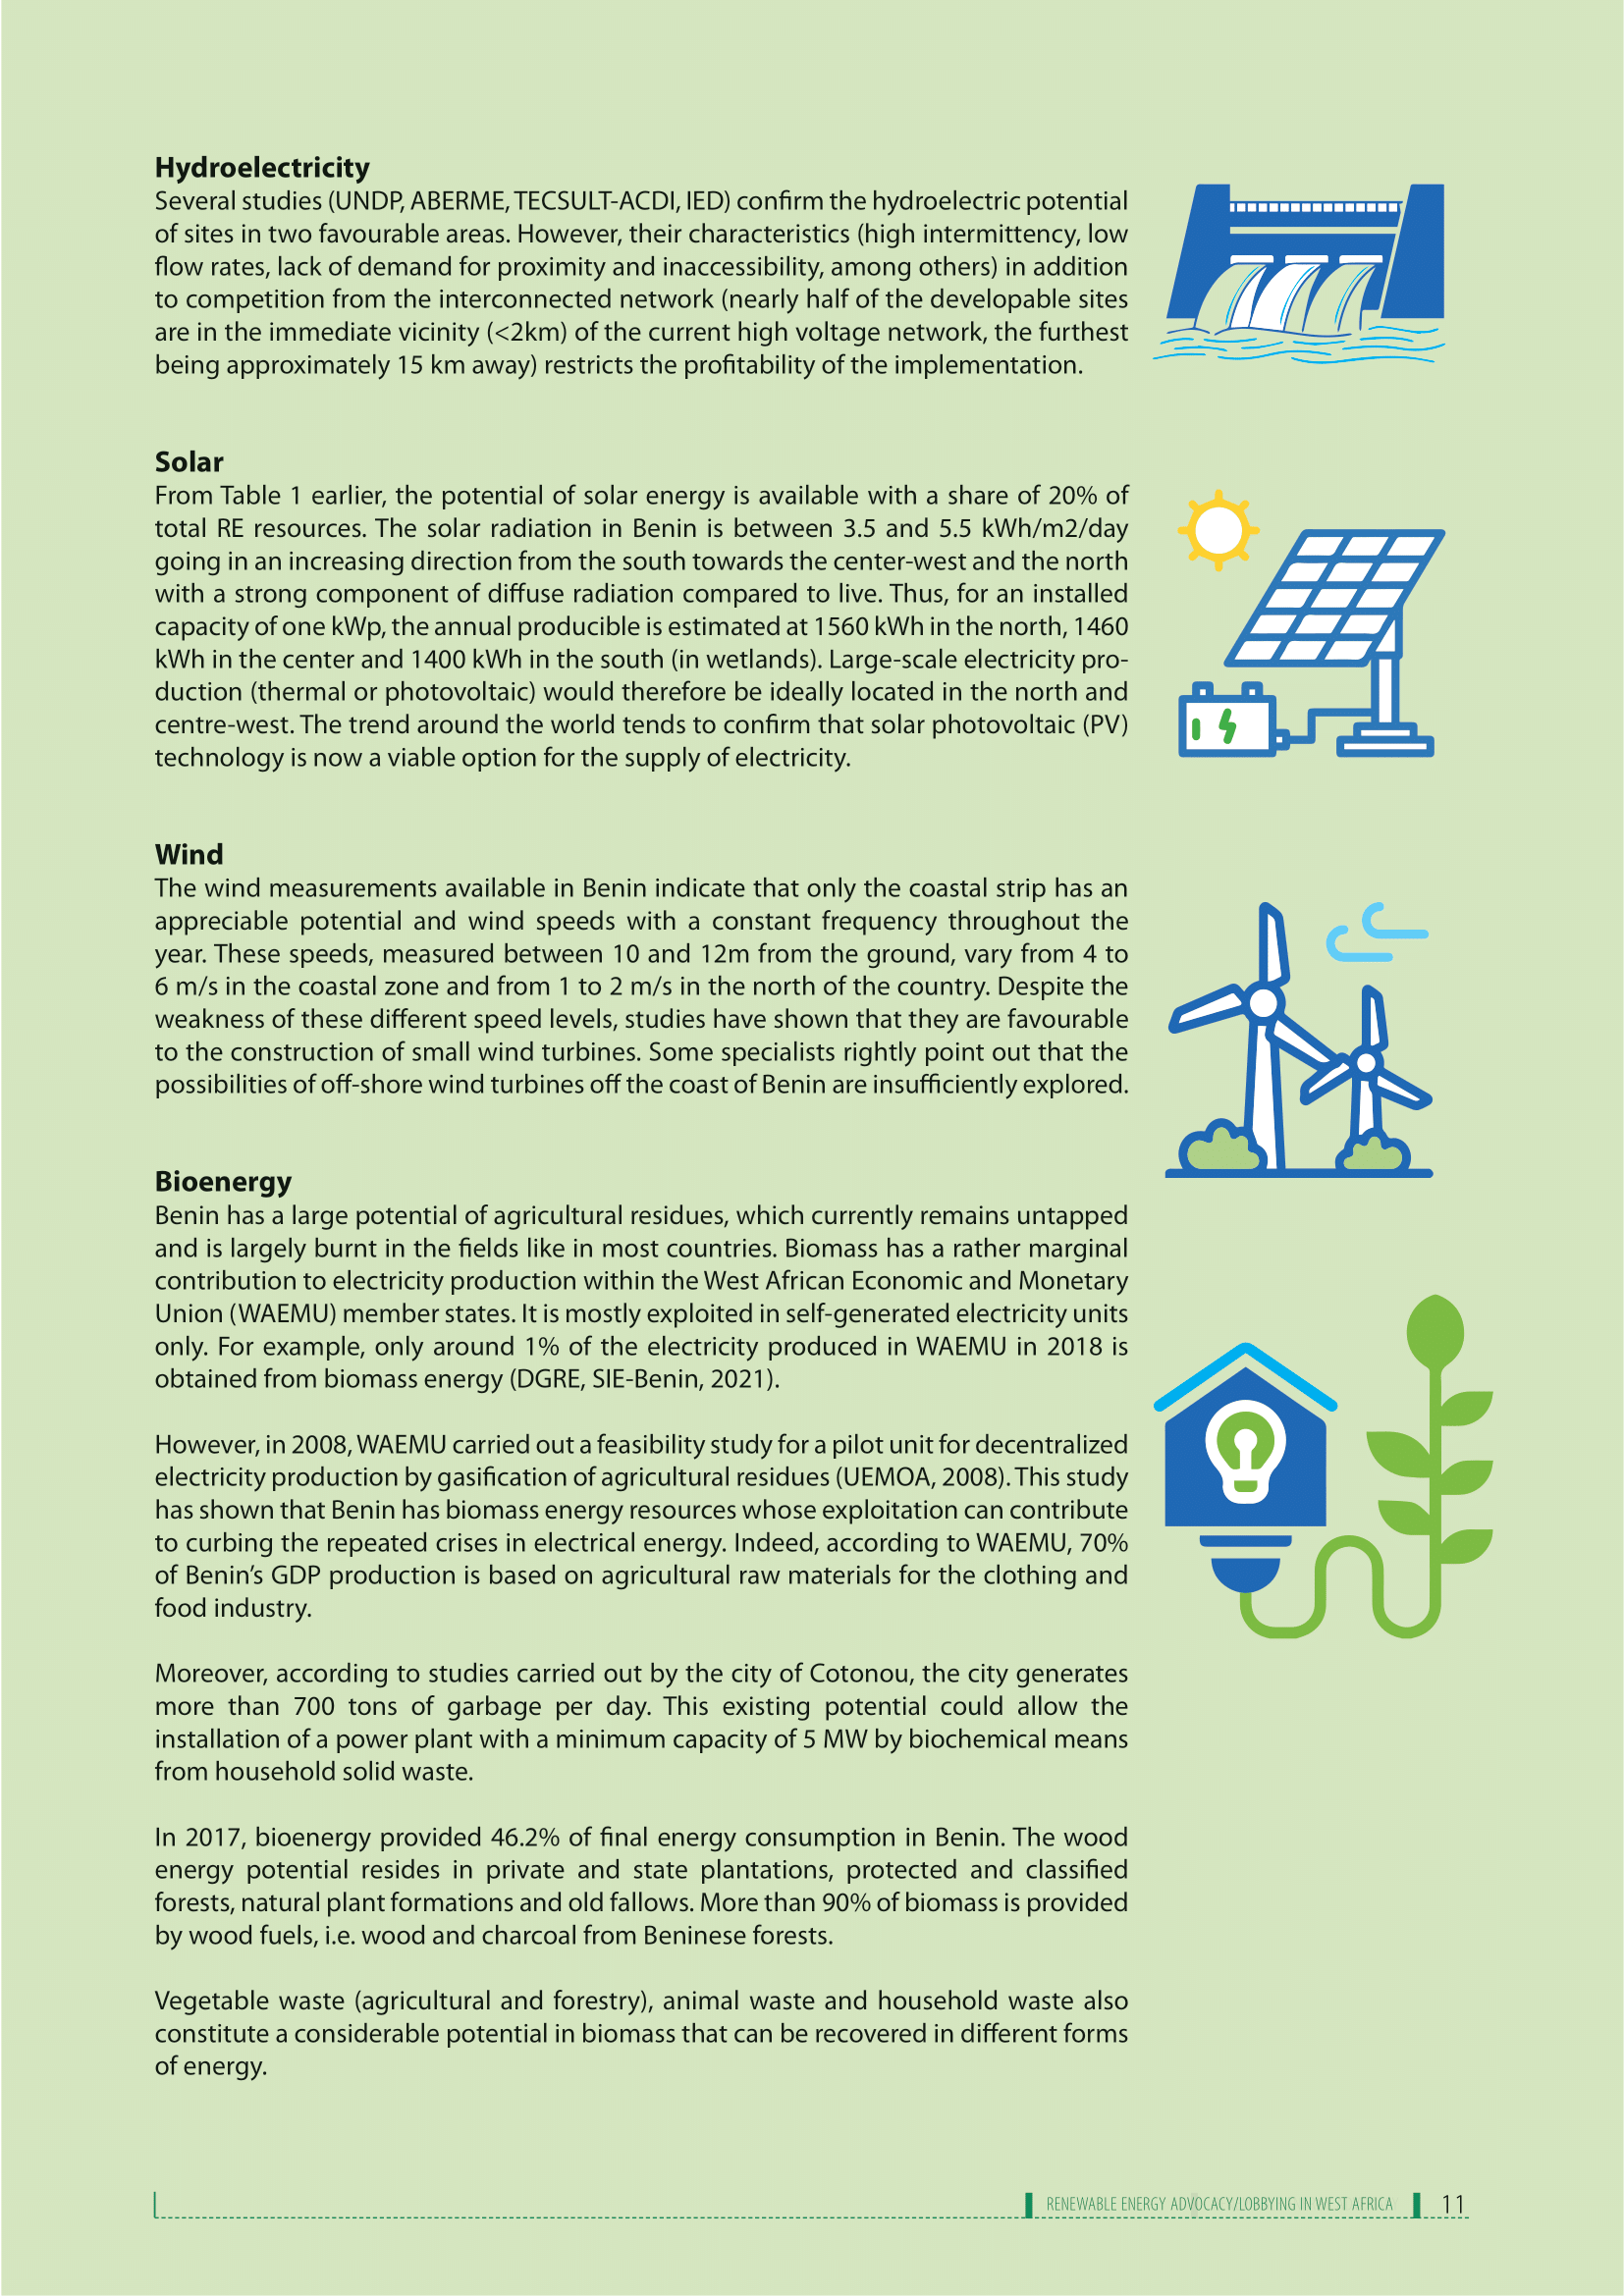 Hydroelectricity
Several studies (UNDP, ABERME, TECSULT-ACDI, IED) confirm the hydroelectric potential
of sites in two favourable areas. However, their characteristics (high intermittency, low
flow rates, lack of demand for proximity and inaccessibility, among others) in addition
to competition from the interconnected network (nearly half of the developable sites
are in the immediate vicinity (<2km) of the current high voltage network, the furthest
being approximately 15 km away) restricts the profitability of the implementation.
Solar
From Table 1 earlier, the potential of solar energy is available with a share of 20% of
total RE resources. The solar radiation in Benin is between 3.5 and 5.5 kWh/m2/day
going in an increasing direction from the south towards the center-west and the north
with a strong component of diffuse radiation compared to live. Thus, for an installed
capacity of one kWp, the annual producible is estimated at 1560 kWh in the north, 1460
kWh in the center and 1400 kWh in the south (in wetlands). Large-scale electricity pro-
duction (thermal or photovoltaic) would therefore be ideally located in the north and
centre-west. The trend around the world tends to confirm that solar photovoltaic (PV)
technology is now a viable option for the supply of electricity.
Wind
The wind measurements available in Benin indicate that only the coastal strip has an
appreciable potential and wind speeds with a constant frequency throughout the
year. These speeds, measured between 10 and 12m from the ground, vary from 4 to
6 m/s in the coastal zone and from 1 to 2 m/s in the north of the country. Despite the
weakness of these different speed levels, studies have shown that they are favourable
to the construction of small wind turbines. Some specialists rightly point out that the
possibilities of off-shore wind turbines off the coast of Benin are insufficiently explored.
Bioenergy
Benin has a large potential of agricultural residues, which currently remains untapped
and is largely burnt in the fields like in most countries. Biomass has a rather marginal
contribution to electricity production within the West African Economic and Monetary
Union (WAEMU) member states. It is mostly exploited in self-generated electricity units
only. For example, only around 1% of the electricity produced in WAEMU in 2018 is
obtained from biomass energy (DGRE, SIE-Benin, 2021).
However, in 2008, WAEMU carried out a feasibility study for a pilot unit for decentralized
electricity production by gasification of agricultural residues (UEMOA, 2008). This study
has shown that Benin has biomass energy resources whose exploitation can contribute
to curbing the repeated crises in electrical energy. Indeed, according to WAEMU, 70%
of Benin’s GDP production is based on agricultural raw materials for the clothing and
food industry.
Moreover, according to studies carried out by the city of Cotonou, the city generates
more than 700 tons of garbage per day. This existing potential could allow the
installation of a power plant with a minimum capacity of 5 MW by biochemical means
from household solid waste.
In 2017, bioenergy provided 46.2% of final energy consumption in Benin. The wood
energy potential resides in private and state plantations, protected and classified
forests, natural plant formations and old fallows. More than 90% of biomass is provided
by wood fuels, i.e. wood and charcoal from Beninese forests.
Vegetable waste (agricultural and forestry), animal waste and household waste also
constitute a considerable potential in biomass that can be recovered in different forms
of energy.
RENEWABLE ENERGY ADVOCACY/LOBBYING IN WEST AFRICA 11